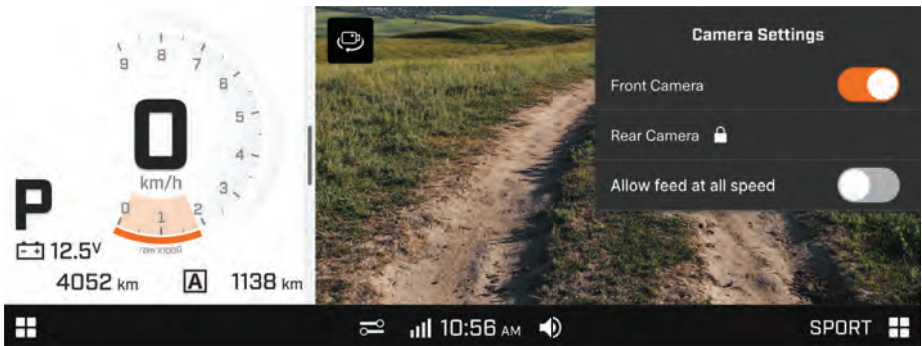 9 8 7
6
5
4
3
0
km/h
0 1 2
rpm x1000
P
12.5V
4052 km A 1138 km
Camera Settings
Front Camera
Rear Camera
Allow feed at all speed
10:56 AM
SPORT